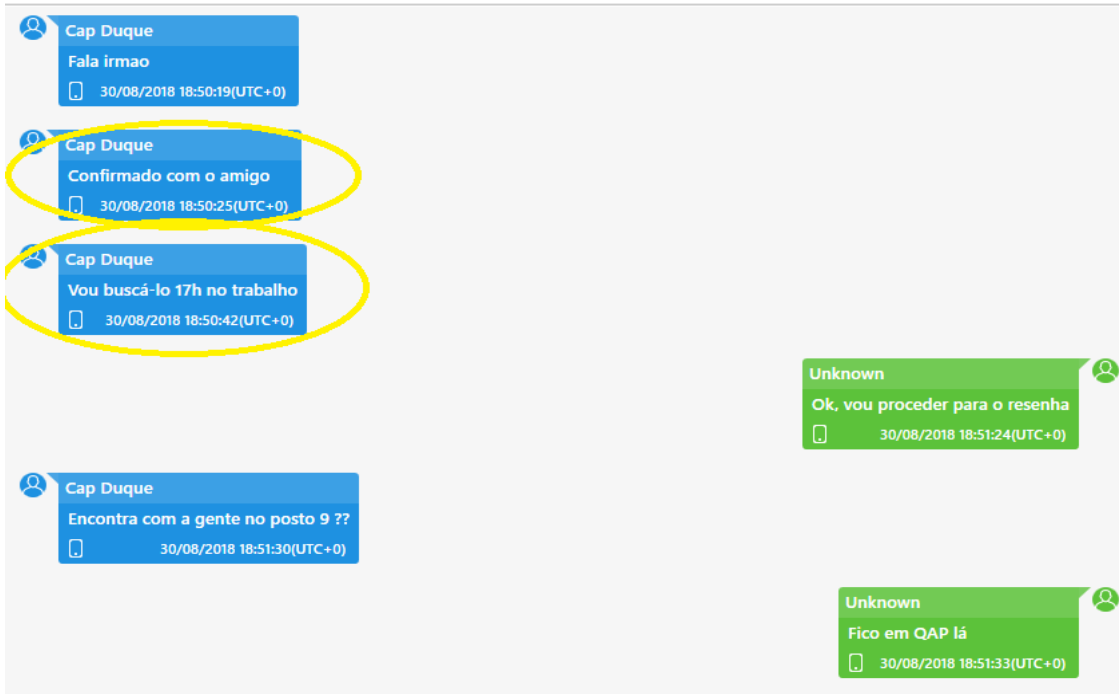 Cap Duque
Fala irmao
30/08/2018 18:50:19(UTC+0)
Cap Duque
Confirmado com o amigo
30/08/2018 18:50:25(UTC+0)
Cap Duque
Vou buscá-lo 17h no trabalho
30/08/2018 18:50:42(UTC+0)
Unknown
Ok, vou proceder para o resenha
30/08/2018 18:51:24(UTC+0)
Cap Duque
Encontra com a gente no posto 9 ??
30/08/2018 18:51:30(UTC+0)
Unknown
Fico em QAP lá
30/08/2018 18:51:33(UTC+0)